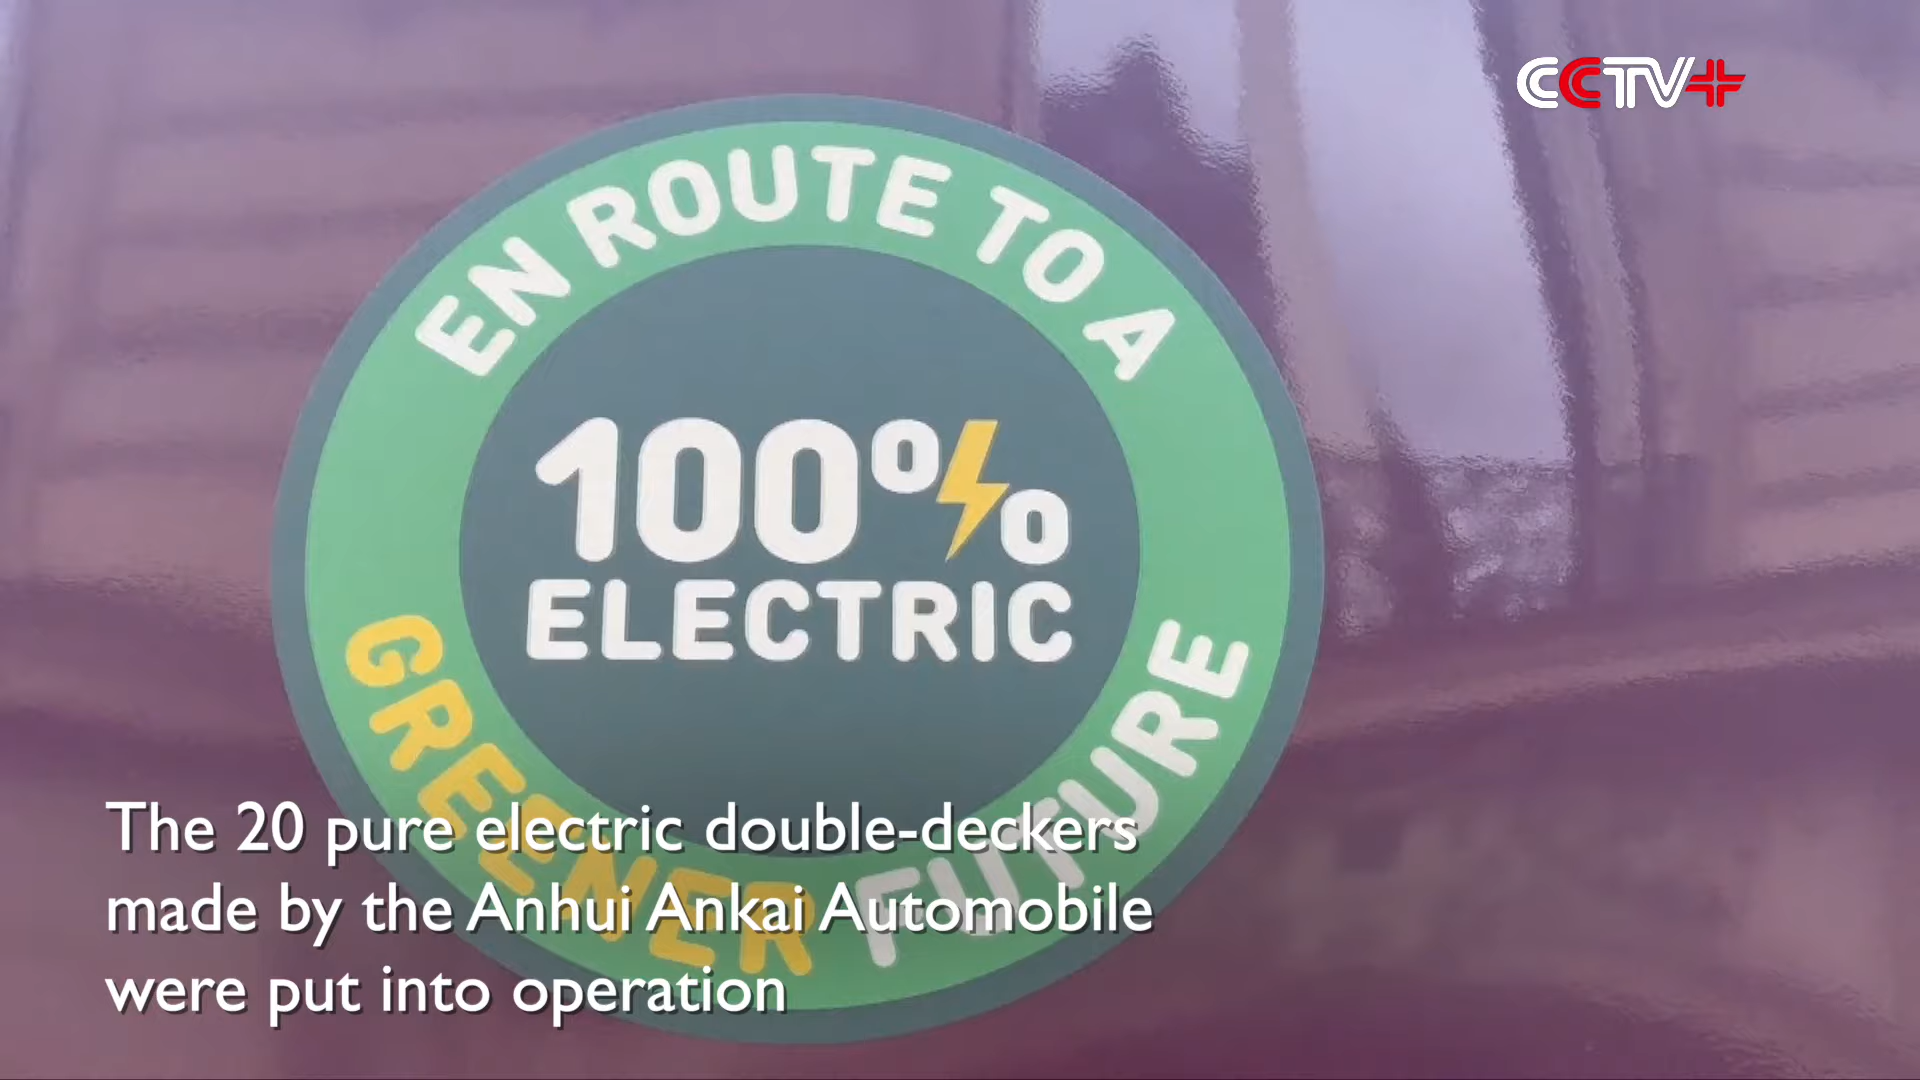 CCTV+
EN ROUTE TO A
100%
ELECTRIC
GREENER FUTURE
The 20 pure electric double-deckers
made by the Anhui Ankai Automobile
were put into operation